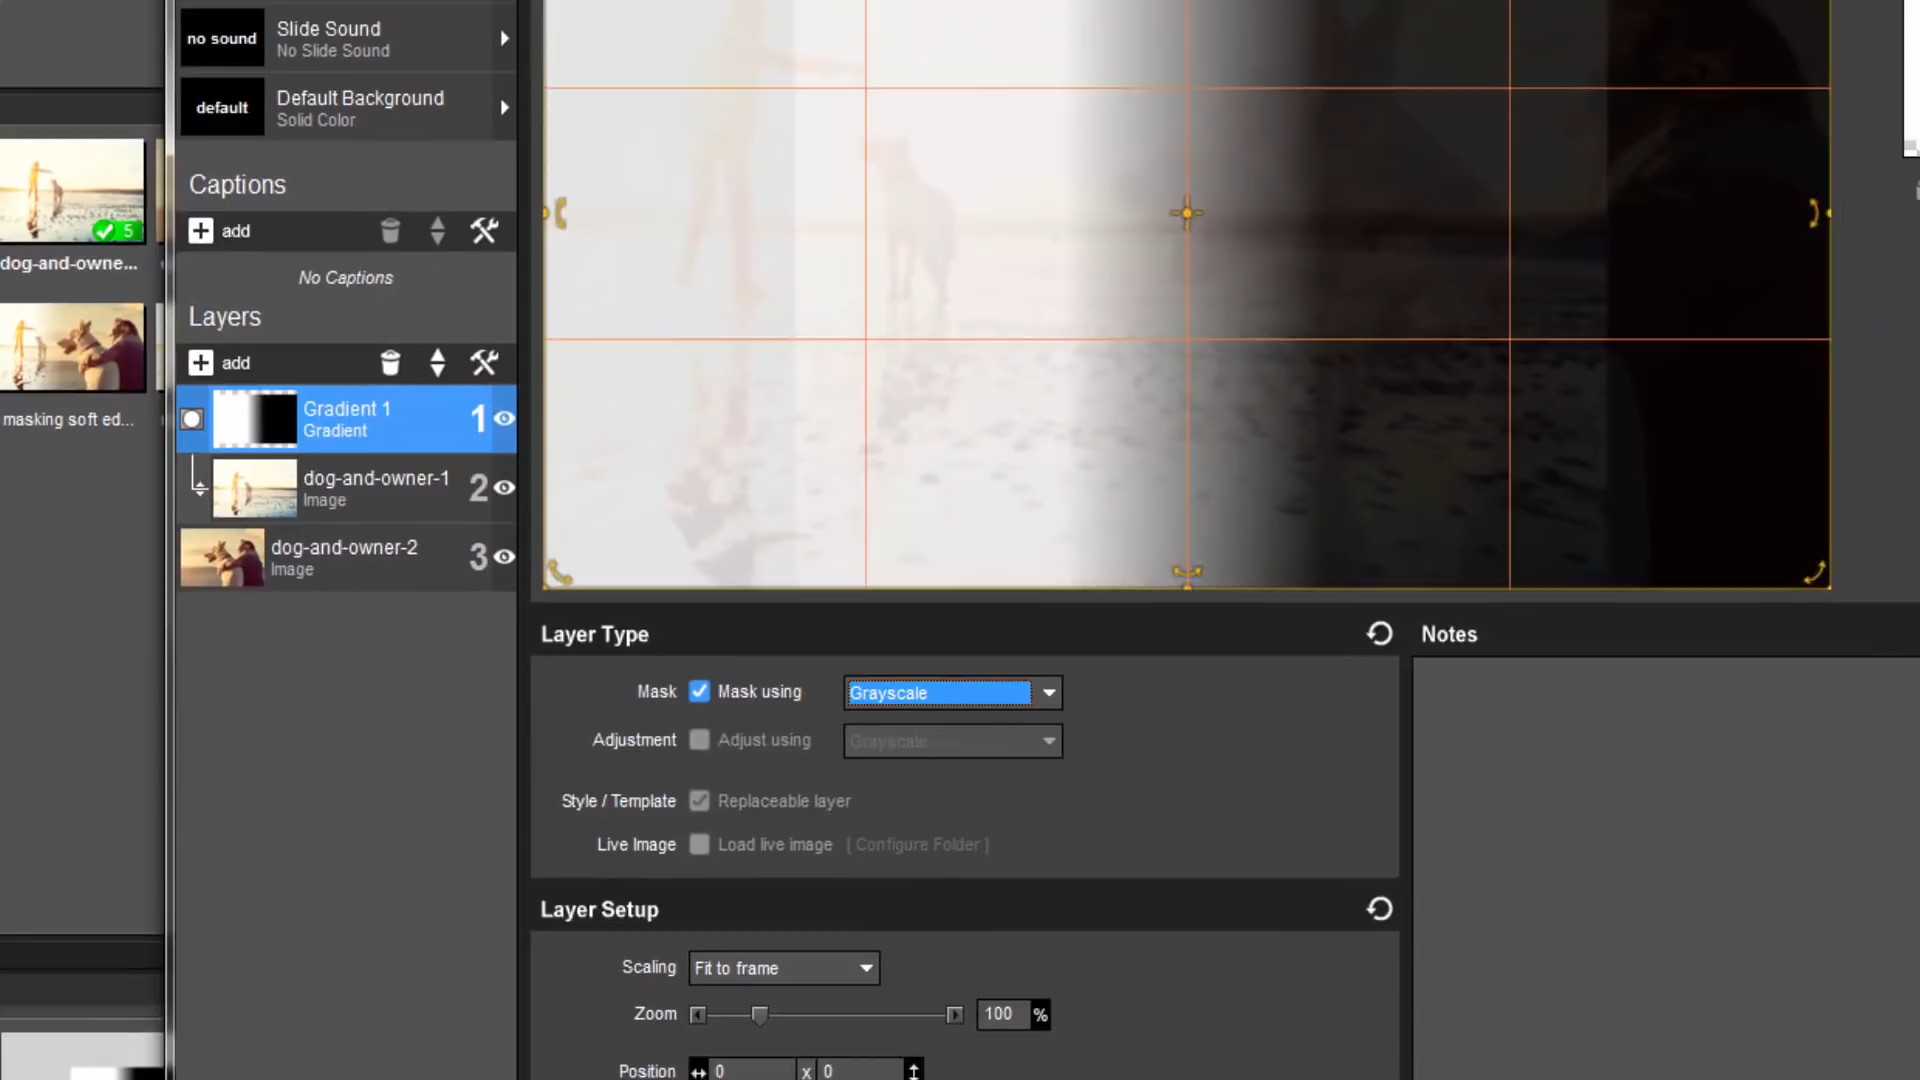 no sound
Slide Sound
No Slide Sound
default
Default Background
Solid Color
5
dog-and-owne...
masking soft ed...
Captions
add
No Captions
Layers
add
Gradient 1
Gradient
1
dog-and-owner-1
Image
2
dog-and-owner-2
Image
3
Layer Type
Mask
Mask using
Grayscale
Adjustment
Adjust using
Grayscale
Style / Template
Replaceable layer
Live Image
Load live image
[ Configure Folder ]
Layer Setup
Scaling
Fit to frame
Zoom
100
%
Position
0
x
0
Notes